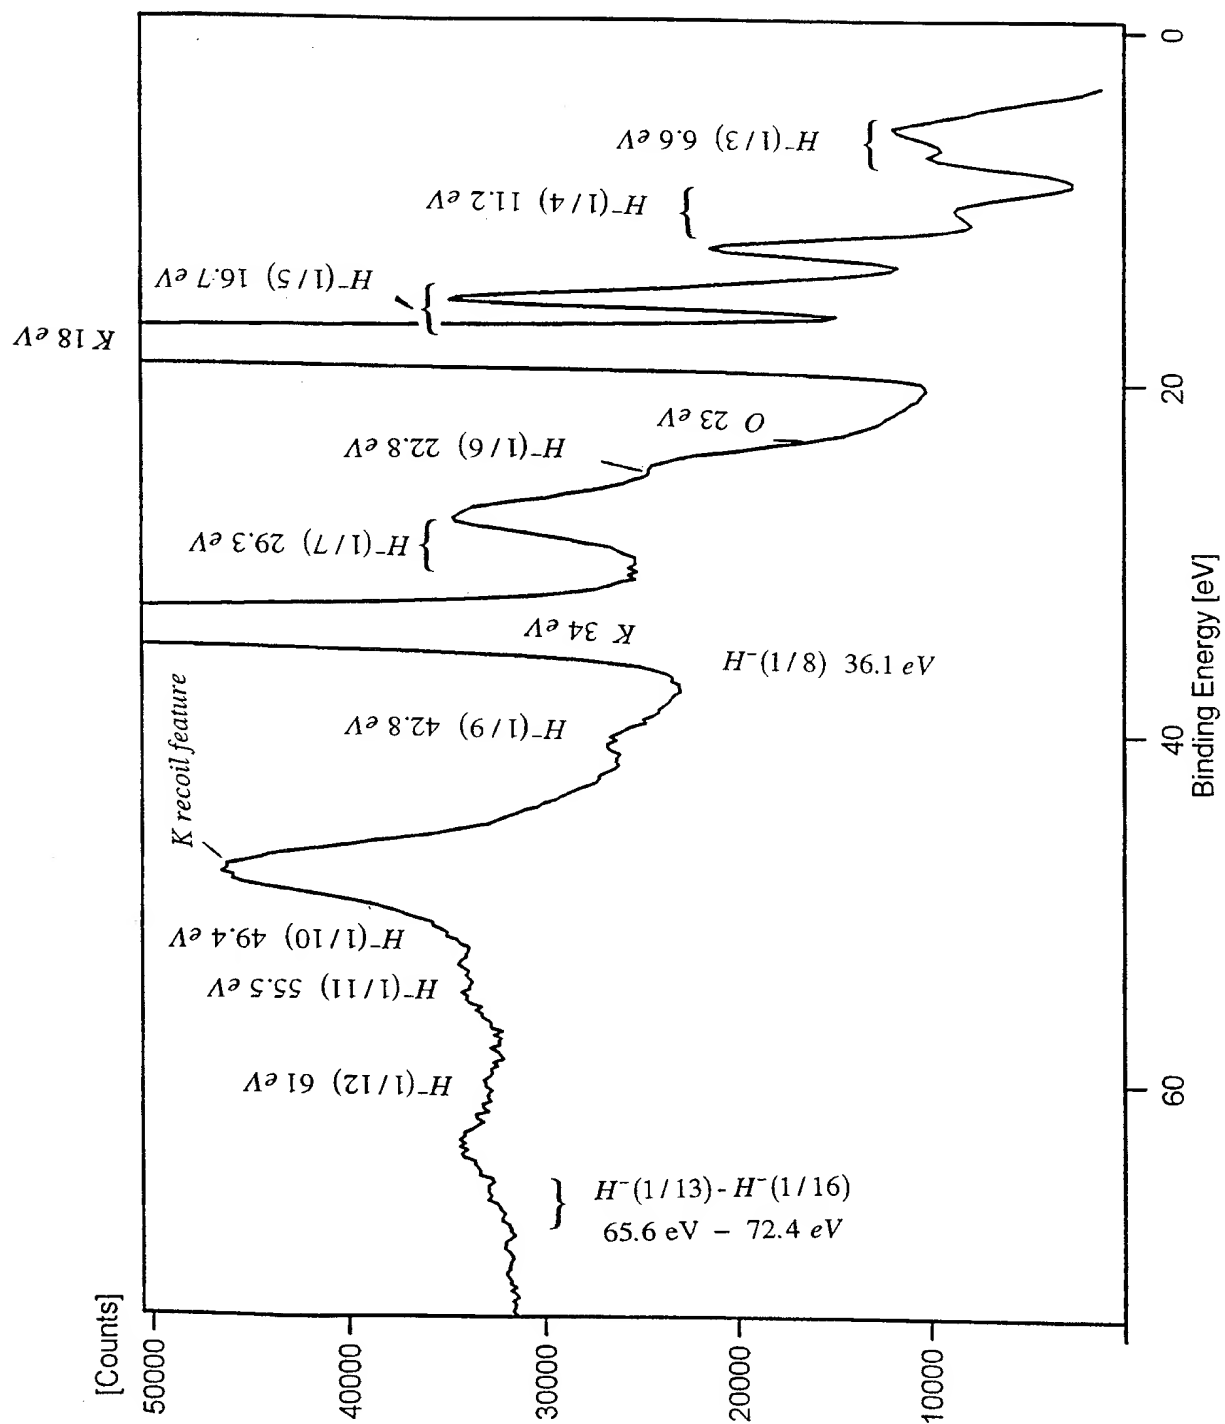 [Counts]
50000
40000
30000
20000
10000
0
20
40
60
Binding Energy [eV]
H⁻(1/3) 6.6 eV
H⁻(1/4) 11.2 eV
H⁻(1/5) 16.7 eV
K 18 eV
O 23 eV
H⁻(1/6) 22.8 eV
H⁻(1/7) 29.3 eV
K 34 eV
H⁻(1/8) 36.1 eV
H⁻(1/9) 42.8 eV
K recoil feature
H⁻(1/10) 49.4 eV
H⁻(1/11) 55.5 eV
H⁻(1/12) 61 eV
H⁻(1/13) - H⁻(1/16)
65.6 eV – 72.4 eV